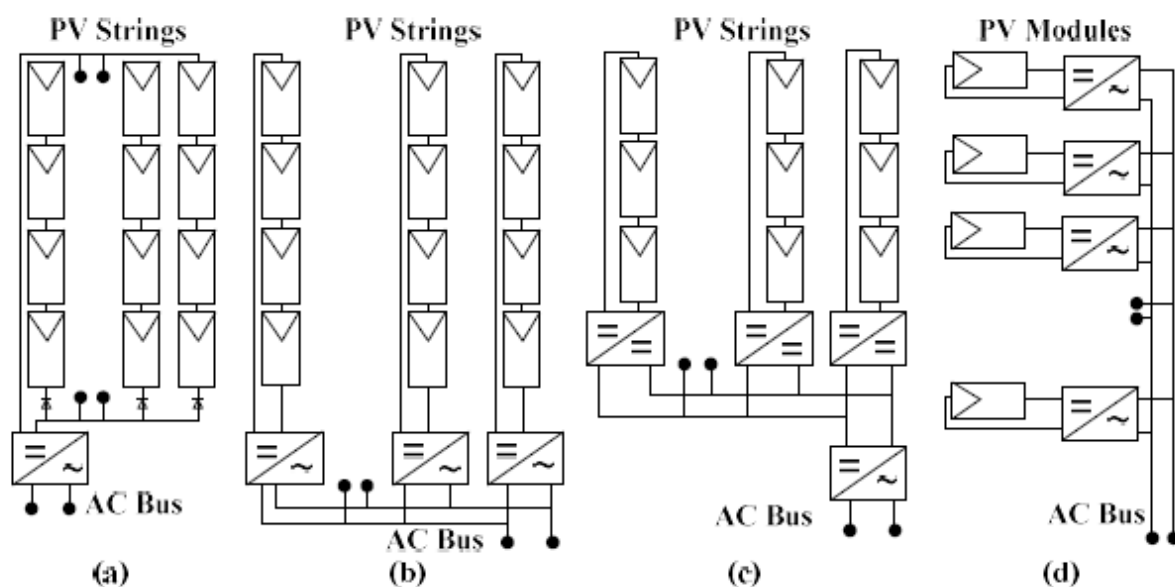 PV Strings
PV Strings
PV Strings
PV Modules
AC Bus
AC Bus
AC Bus
AC Bus
(a)
(b)
(c)
(d)